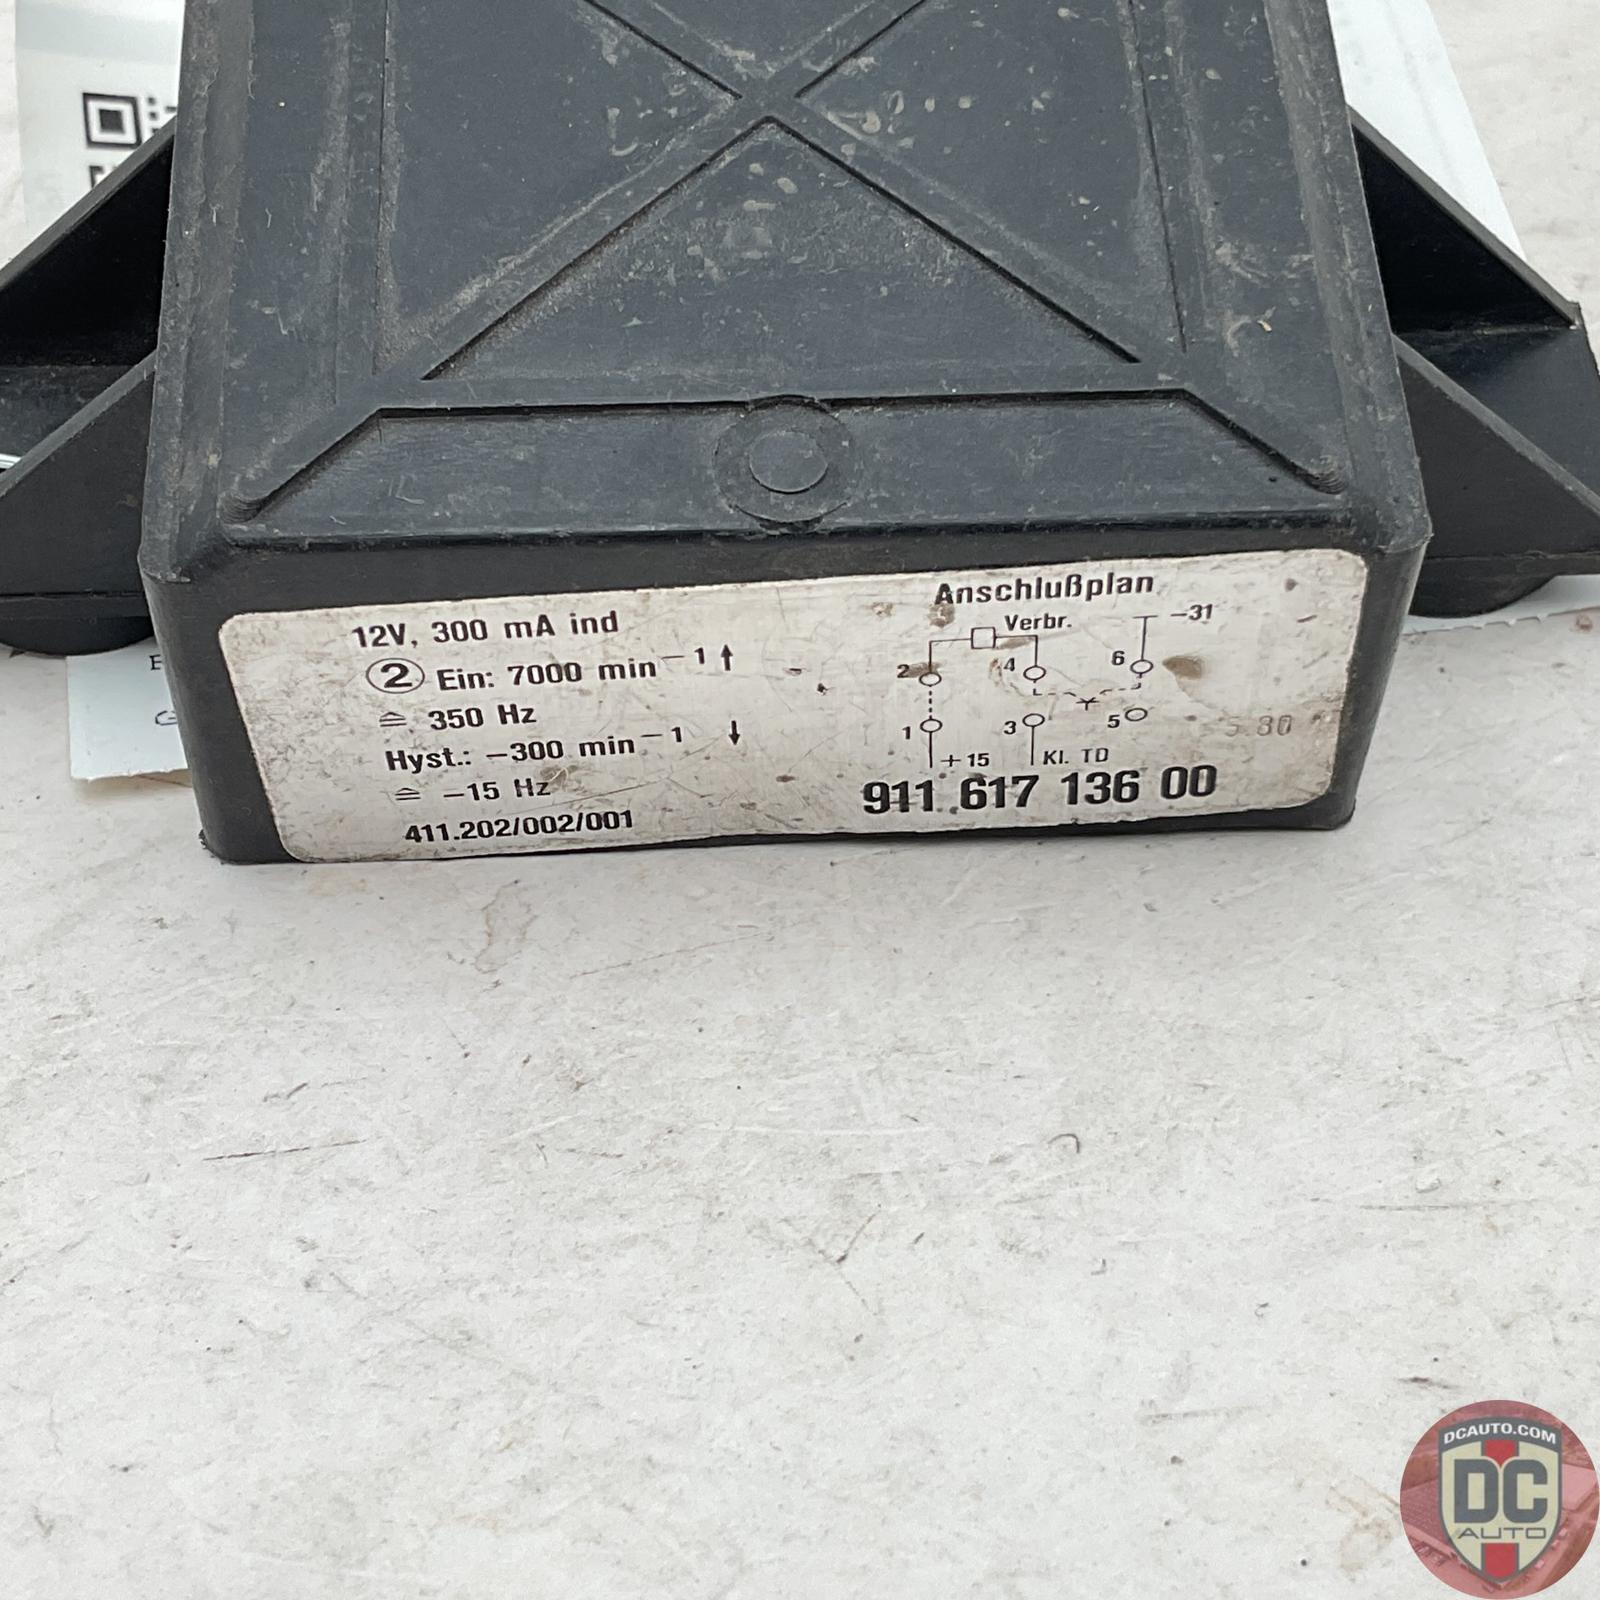 12V, 300 mA ind
② Ein: 7000 min⁻¹ ↑
≙ 350 Hz
Hyst.: −300 min⁻¹ ↓
≙ −15 Hz
411.202/002/001
Anschlußplan
Verbr.
−31
2 4 6
1 3 5
+15 Kl. TD
5 80
911.617 136 00
DCAUTO.COM
DC
AUTO